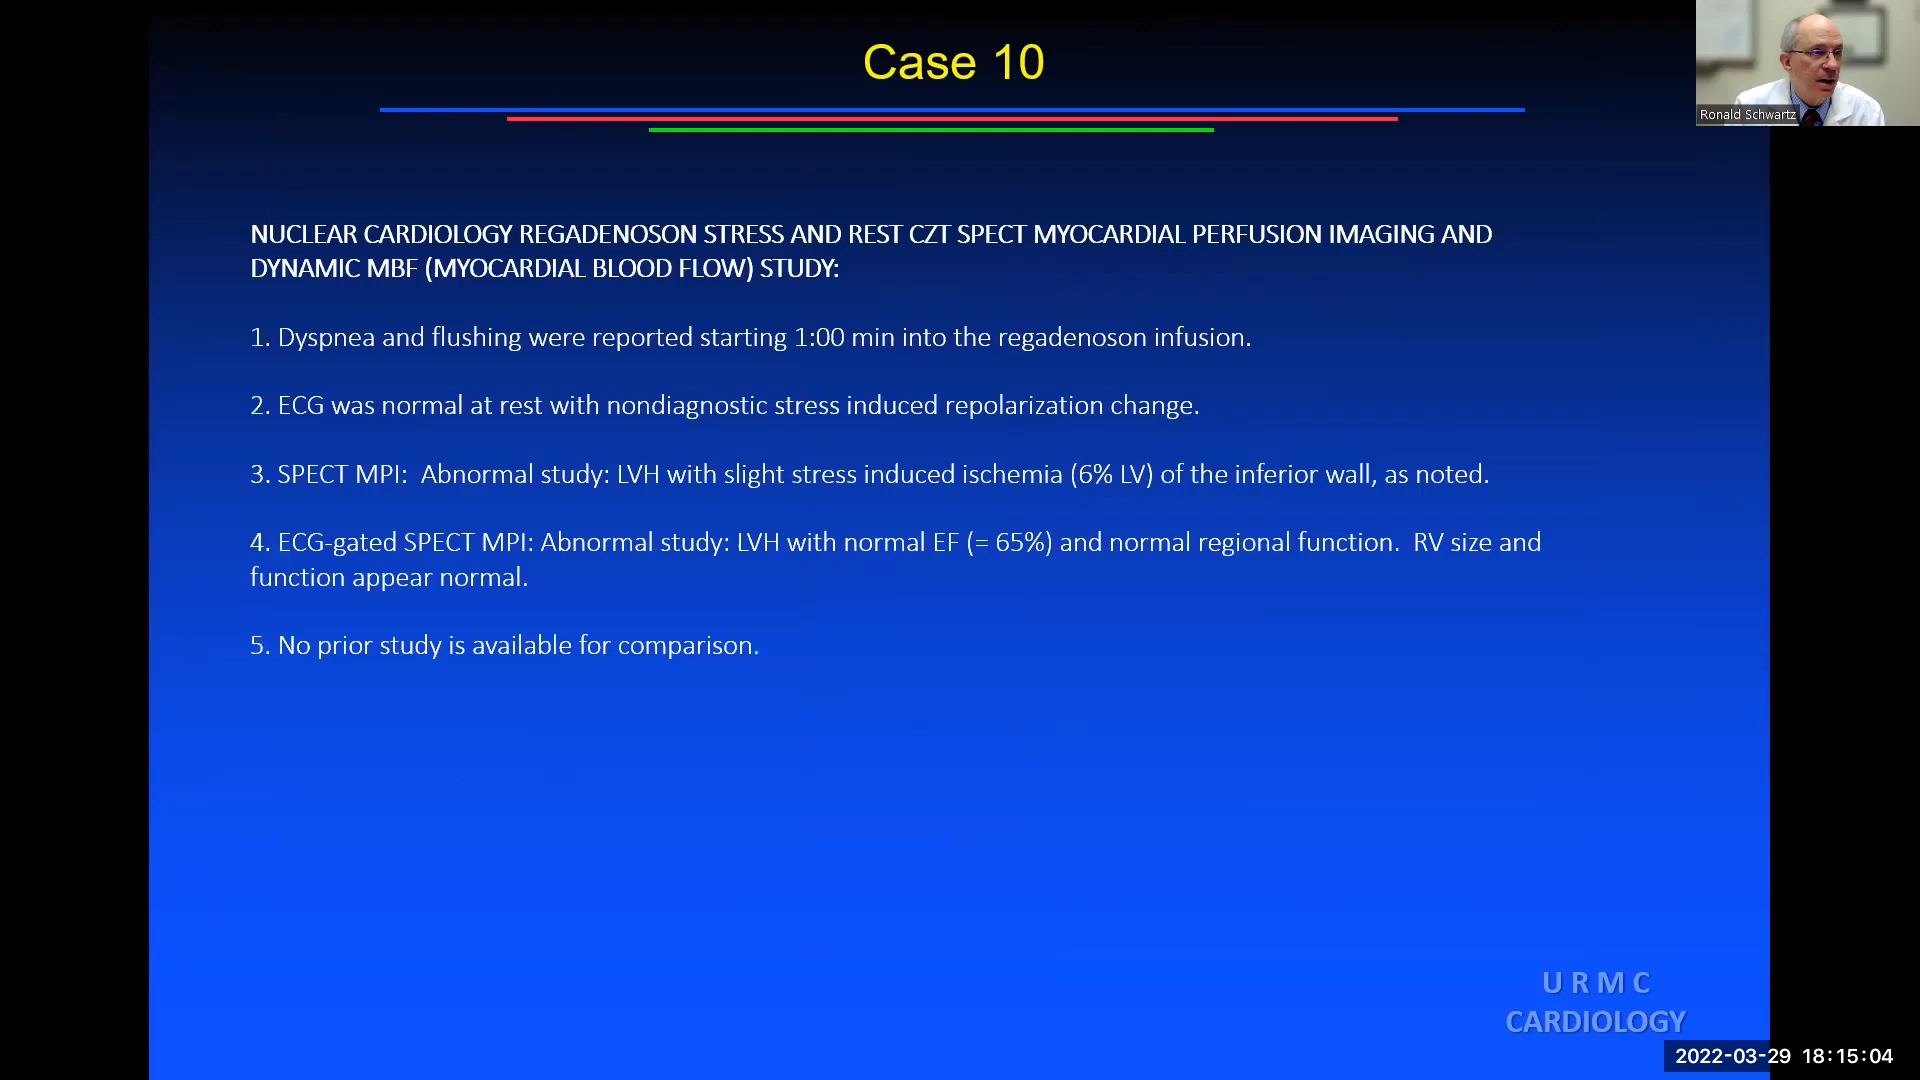 Case 10
Ronald Schwartz
NUCLEAR CARDIOLOGY REGADENOSON STRESS AND REST CZT SPECT MYOCARDIAL PERFUSION IMAGING AND
DYNAMIC MBF (MYOCARDIAL BLOOD FLOW) STUDY:
1. Dyspnea and flushing were reported starting 1:00 min into the regadenoson infusion.
2. ECG was normal at rest with nondiagnostic stress induced repolarization change.
3. SPECT MPI:  Abnormal study: LVH with slight stress induced ischemia (6% LV) of the inferior wall, as noted.
4. ECG-gated SPECT MPI: Abnormal study: LVH with normal EF (= 65%) and normal regional function.  RV size and
function appear normal.
5. No prior study is available for comparison.
U R M C
CARDIOLOGY
2022-03-29 18:15:04